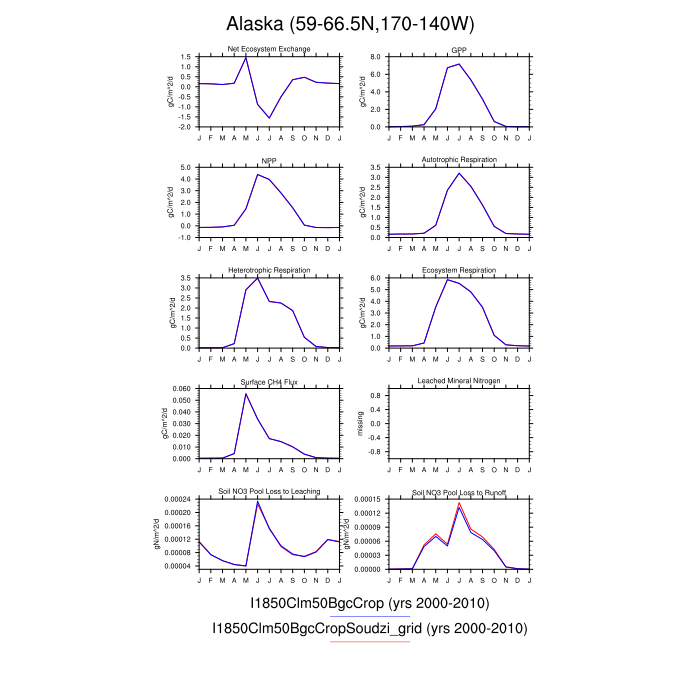 Alaska (59-66.5N,170-140W)
Net Ecosystem Exchange
gC/m^2/d
1.5
1.0
0.5
0.0
-0.5
-1.0
-1.5
-2.0
J F M A M J J A S O N D J
GPP
gC/m^2/d
8.0
6.0
4.0
2.0
0.0
J F M A M J J A S O N D J
NPP
gC/m^2/d
5.0
4.0
3.0
2.0
1.0
0.0
-1.0
J F M A M J J A S O N D J
Autotrophic Respiration
gC/m^2/d
3.5
3.0
2.5
2.0
1.5
1.0
0.5
0.0
J F M A M J J A S O N D J
Heterotrophic Respiration
gC/m^2/d
3.5
3.0
2.5
2.0
1.5
1.0
0.5
0.0
J F M A M J J A S O N D J
Ecosystem Respiration
gC/m^2/d
6.0
5.0
4.0
3.0
2.0
1.0
0.0
J F M A M J J A S O N D J
Surface CH4 Flux
gC/m^2/d
0.060
0.050
0.040
0.030
0.020
0.010
0.000
J F M A M J J A S O N D J
Leached Mineral Nitrogen
missing
0.8
0.4
0.0
-0.4
-0.8
J F M A M J J A S O N D J
Soil NO3 Pool Loss to Leaching
gN/m^2/d
0.00024
0.00020
0.00016
0.00012
0.00008
0.00004
J F M A M J J A S O N D J
Soil NO3 Pool Loss to Runoff
gN/m^2/d
0.00015
0.00012
0.00009
0.00006
0.00003
0.00000
J F M A M J J A S O N D J
I1850Clm50BgcCrop (yrs 2000-2010)
I1850Clm50BgcCropSoudzi_grid (yrs 2000-2010)